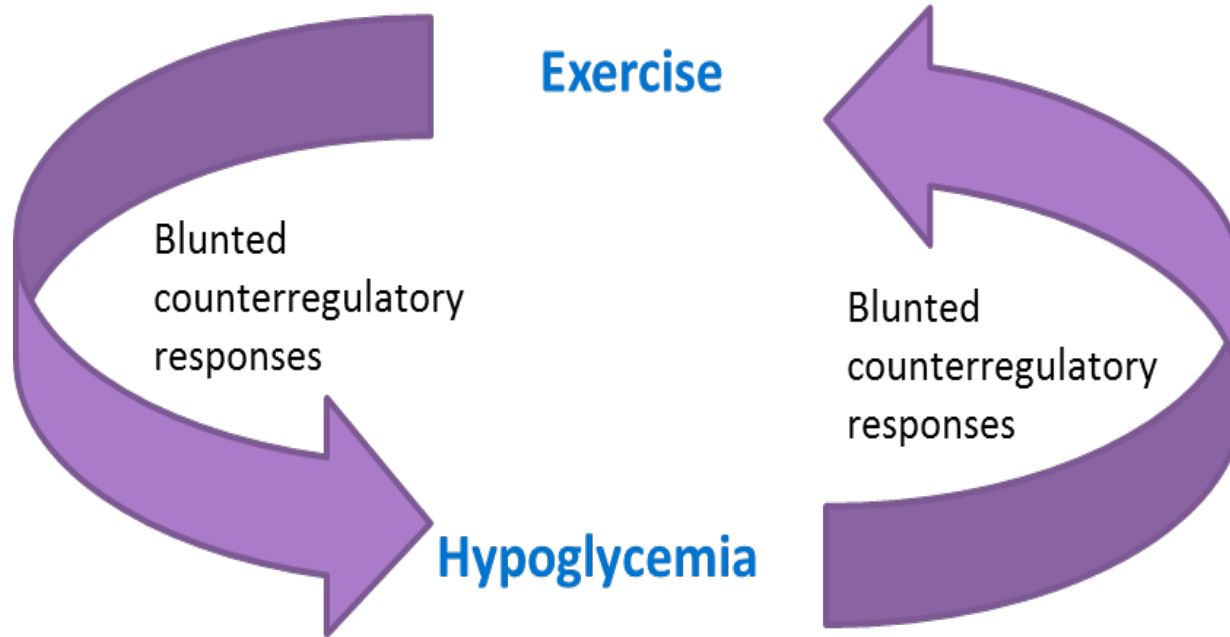 Exercise
Blunted
counterregulatory
responses
Blunted
counterregulatory
responses
Hypoglycemia